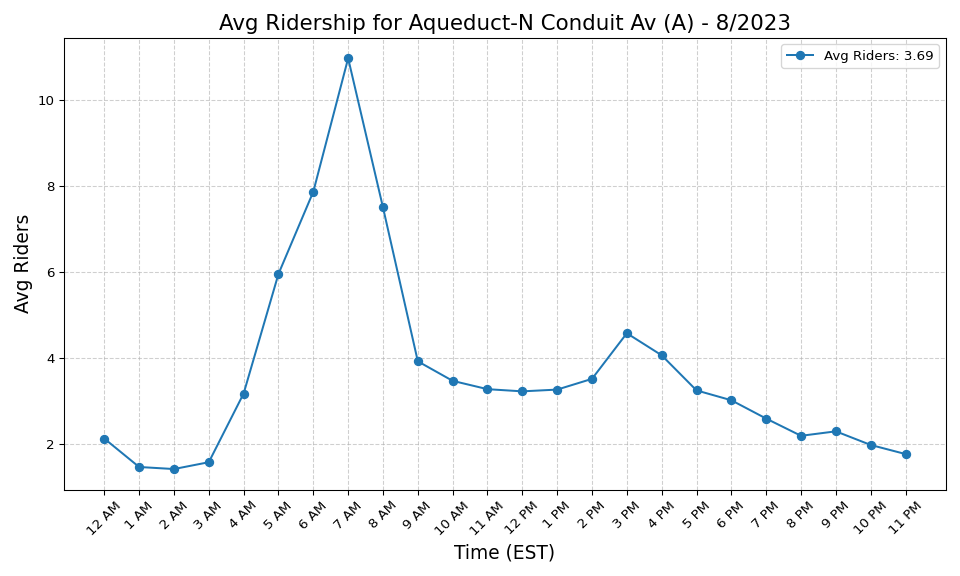 Avg Ridership for Aqueduct-N Conduit Av (A) - 8/2023
Avg Riders: 3.69
Avg Riders
10
8
6
4
2
12 AM
1 AM
2 AM
3 AM
4 AM
5 AM
6 AM
7 AM
8 AM
9 AM
10 AM
11 AM
12 PM
1 PM
2 PM
3 PM
4 PM
5 PM
6 PM
7 PM
8 PM
9 PM
10 PM
11 PM
Time (EST)